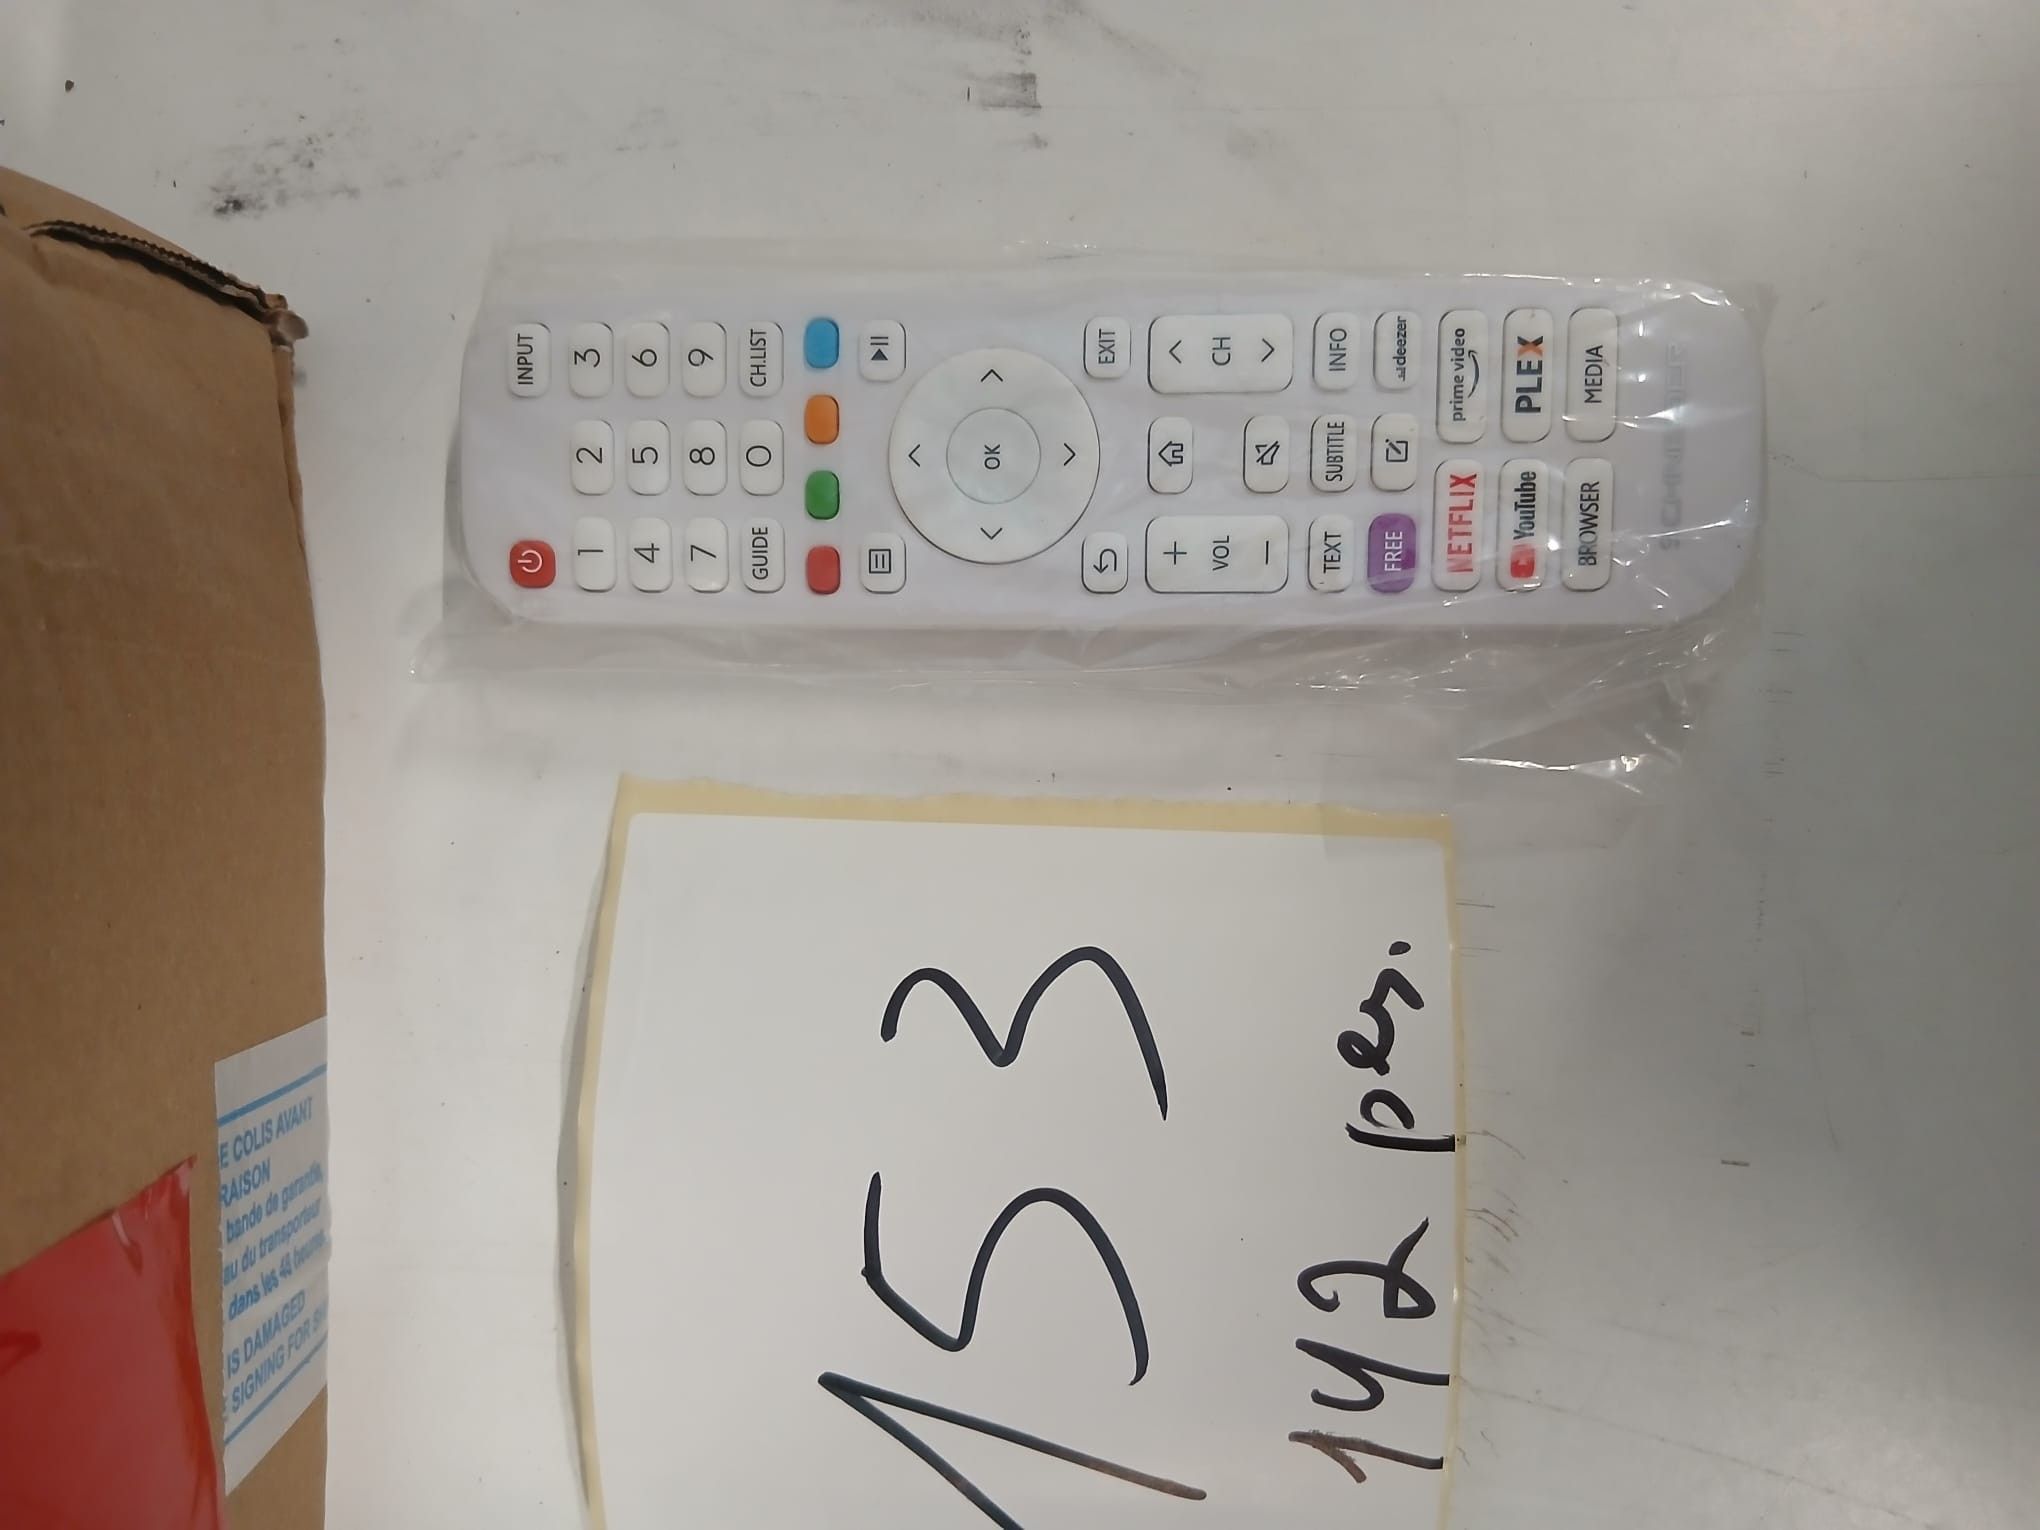 INPUT
1 2 3
4 5 6
7 8 9
GUIDE 0 CH.LIST
OK
EXIT
+ VOL −
CH
TEXT SUBTITLE INFO
FREE deezer
NETFLIX prime video
YouTube PLEX
BROWSER MEDIA
SCHNEIDER
153
142 pcs.
E COLIS AVANT
RAISON
bande de garantie,
au du transporteur
dans les 48 heures
IS DAMAGED
E SIGNING FOR